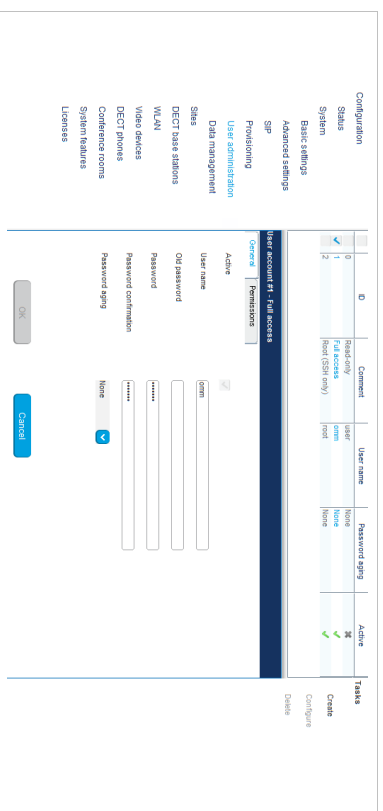 Configuration
Status
System
Basic settings
Advanced settings
SIP
Provisioning
User administration
Data management
Sites
DECT base stations
WLAN
Video devices
DECT phones
Conference rooms
System features
Licenses
ID Comment User name Password aging Active
0 Read-only user None
1 Full access omm None
2 Root (SSH only) root None
User account #1 - Full access
General Permissions
Active
User name omm
Old password
Password •••••••
Password confirmation •••••••
Password aging None
OK Cancel
Tasks
Create
Configure
Delete